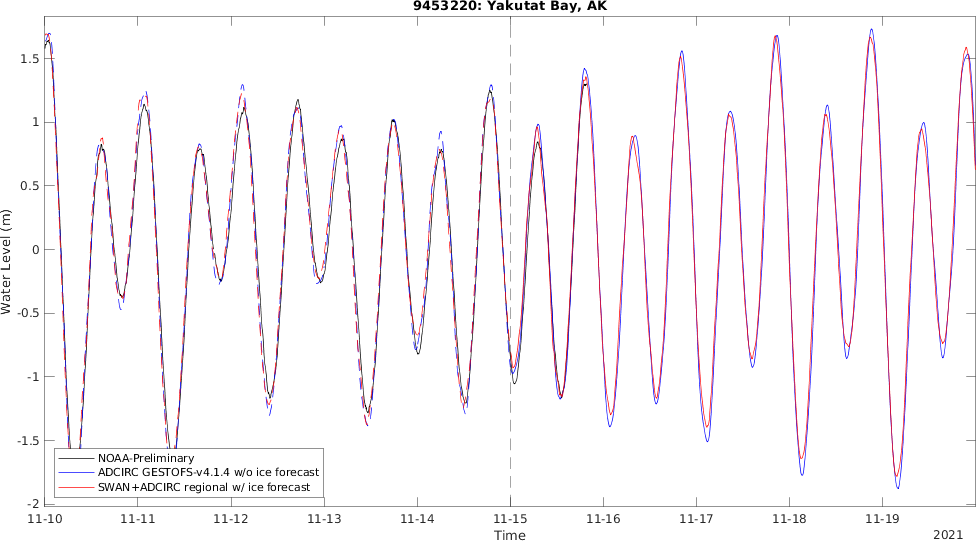 9453220: Yakutat Bay, AK
Water Level (m)
1.5
1
0.5
0
-0.5
-1
-1.5
-2
NOAA-Preliminary
ADCIRC GESTOFS-v4.1.4 w/o ice forecast
SWAN+ADCIRC regional w/ ice forecast
11-10 11-11 11-12 11-13 11-14 11-15 11-16 11-17 11-18 11-19
Time
2021